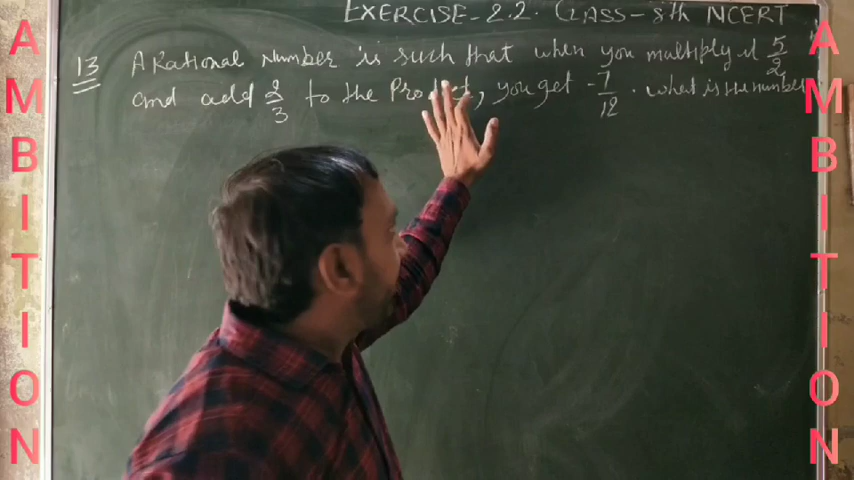 EXERCISE-2.2. CLASS-8th NCERT
13 A Rational Number is such that when you multiply it 5/2
and add 2/3 to the Product, you get -7/12. what is the number
AMBITION
AMBITION